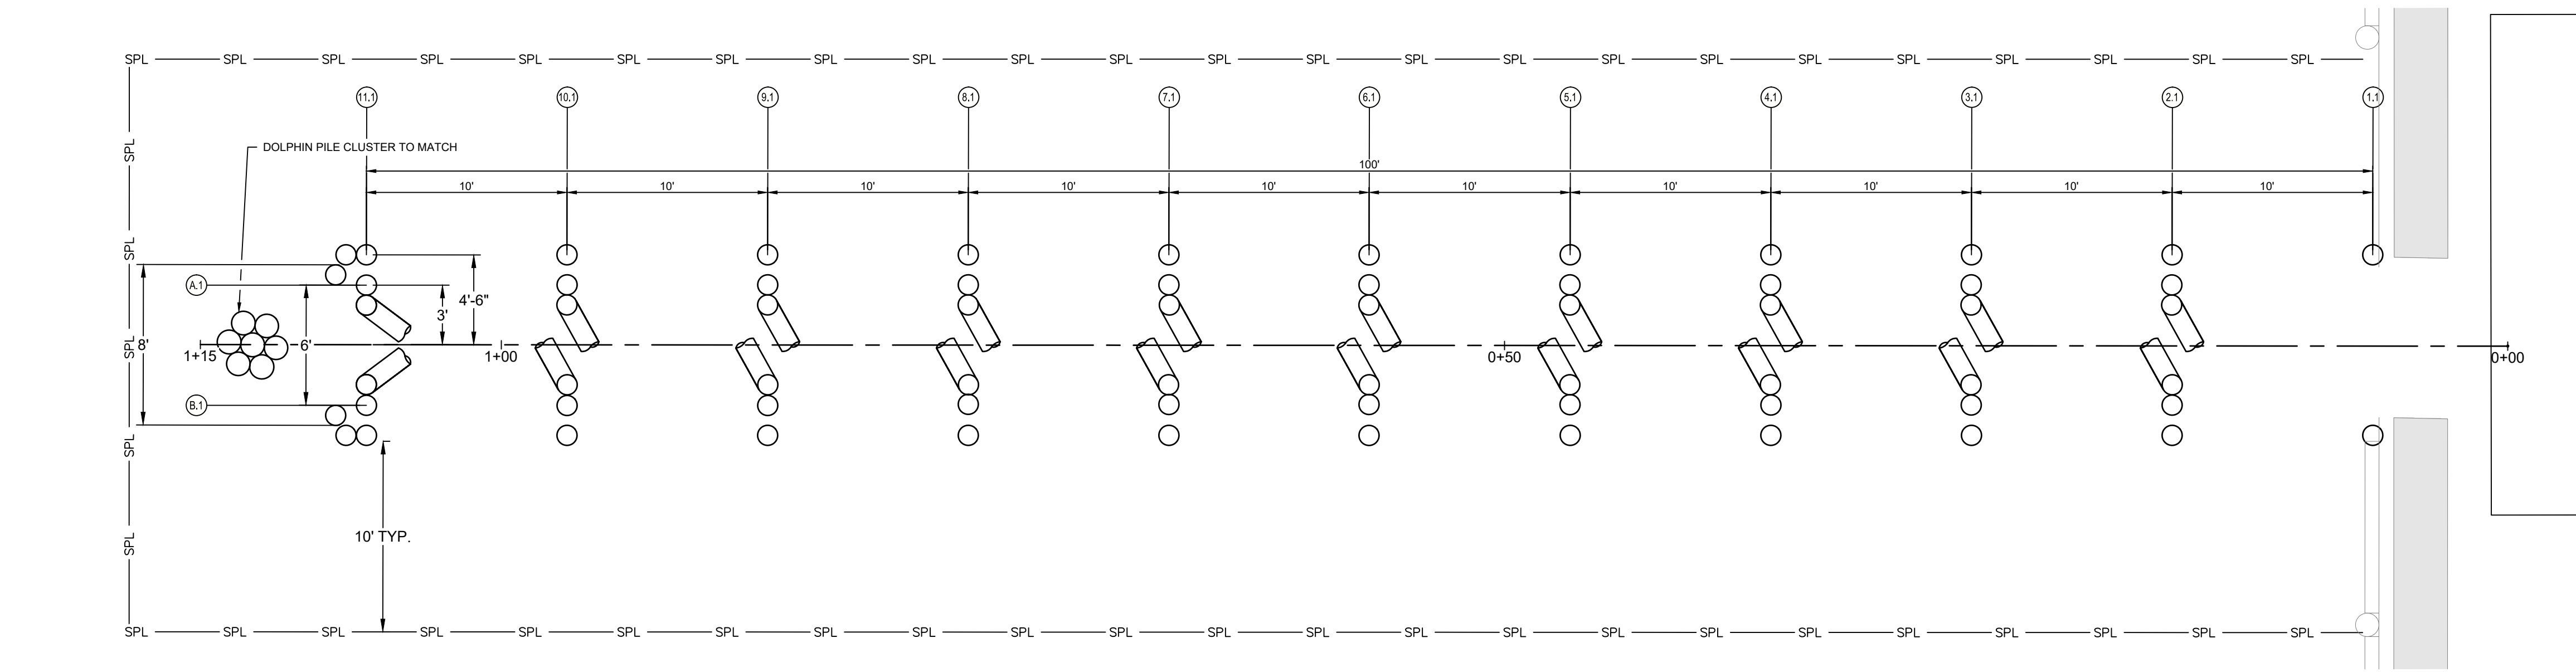 SPL SPL SPL SPL SPL SPL SPL SPL SPL SPL SPL SPL SPL SPL SPL SPL SPL SPL SPL SPL SPL SPL SPL
11.1 10.1 9.1 8.1 7.1 6.1 5.1 4.1 3.1 2.1 1.1
SPL
DOLPHIN PILE CLUSTER TO MATCH
100'
10' 10' 10' 10' 10' 10' 10' 10' 10' 10'
SPL
A.1
4'-6"
3'
SPL
8'
6'
1+15
1+00
0+50
0+00
B.1
SPL
10' TYP.
SPL
SPL SPL SPL SPL SPL SPL SPL SPL SPL SPL SPL SPL SPL SPL SPL SPL SPL SPL SPL SPL SPL SPL SPL